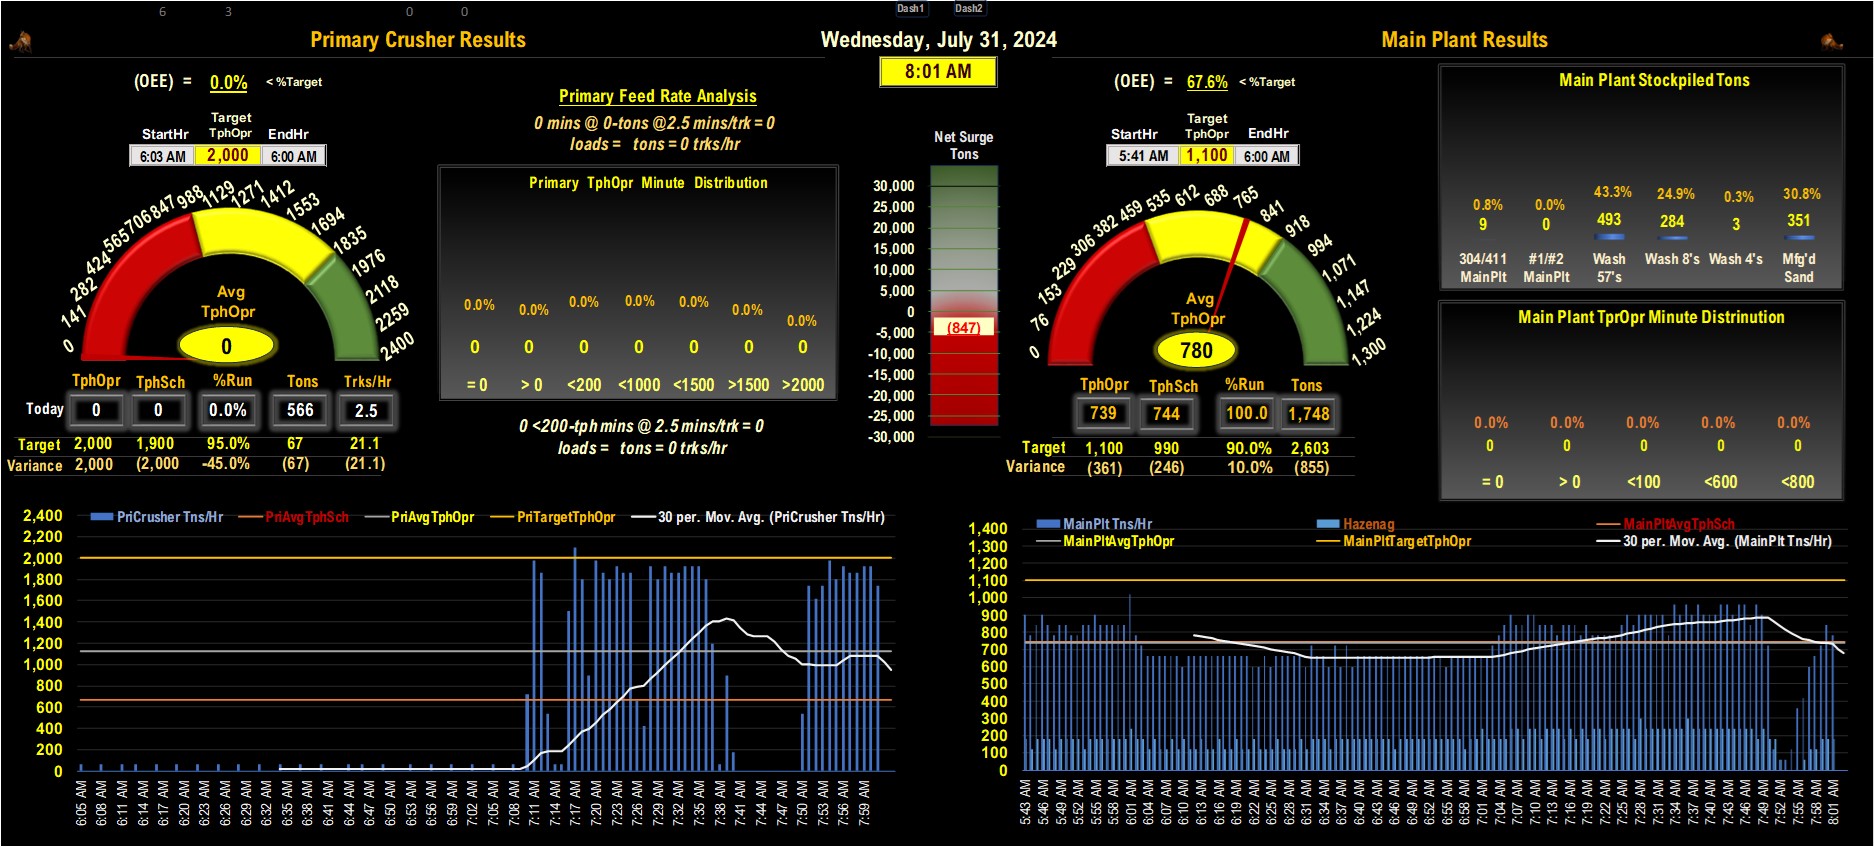 6 3 0 0 Dash1 Dash2
Primary Crusher Results
Wednesday, July 31, 2024
Main Plant Results
8:01 AM
(OEE) = 0.0% < %Target
Target
StartHr TphOpr EndHr
6:03 AM 2,000 6:00 AM
0 141 282 424 565 706 847 988 1129 1271 1412 1553 1694 1835 1976 2118 2259 2400
Avg
TphOpr
0
TphOpr TphSch %Run Tons Trks/Hr
Today 0 0 0.0% 566 2.5
Target 2,000 1,900 95.0% 67 21.1
Variance 2,000 (2,000 -45.0% (67) (21.1)
Primary Feed Rate Analysis
0 mins @ 0-tons @2.5 mins/trk = 0
loads = tons = 0 trks/hr
Primary TphOpr Minute Distribution
0.0% 0.0% 0.0% 0.0% 0.0% 0.0% 0.0%
0 0 0 0 0 0 0
= 0 > 0 <200 <1000 <1500 >1500 >2000
0 <200-tph mins @ 2.5 mins/trk = 0
loads = tons = 0 trks/hr
Net Surge
Tons
30,000
25,000
20,000
15,000
10,000
5,000
0
-5,000
-10,000
-15,000
-20,000
-25,000
-30,000
(847)
(OEE) = 67.6% < %Target
Target
StartHr TphOpr EndHr
5:41 AM 1,100 6:00 AM
0 76 153 229 306 382 459 535 612 688 765 841 918 994 1,071 1,147 1,224 1,300
Avg
TphOpr
780
TphOpr TphSch %Run Tons
739 744 100.0 1,748
Target 1,100 990 90.0% 2,603
Variance (361) (246) 10.0% (855)
Main Plant Stockpiled Tons
0.8% 0.0% 43.3% 24.9% 0.3% 30.8%
9 0 493 284 3 351
304/411 #1/#2 Wash Wash 8's Wash 4's Mfg'd
MainPlt MainPlt 57's Sand
Main Plant TprOpr Minute Distrinution
0.0% 0.0% 0.0% 0.0% 0.0%
0 0 0 0 0
= 0 > 0 <100 <600 <800
PriCrusher Tns/Hr PriAvgTphSch PriAvgTphOpr PriTargetTphOpr 30 per. Mov. Avg. (PriCrusher Tns/Hr)
2,400
2,200
2,000
1,800
1,600
1,400
1,200
1,000
800
600
400
200
0
6:05 AM 6:08 AM 6:11 AM 6:14 AM 6:17 AM 6:20 AM 6:23 AM 6:26 AM 6:29 AM 6:32 AM 6:35 AM 6:38 AM 6:41 AM 6:44 AM 6:47 AM 6:50 AM 6:53 AM 6:56 AM 6:59 AM 7:02 AM 7:05 AM 7:08 AM 7:11 AM 7:14 AM 7:17 AM 7:20 AM 7:23 AM 7:26 AM 7:29 AM 7:32 AM 7:35 AM 7:38 AM 7:41 AM 7:44 AM 7:47 AM 7:50 AM 7:53 AM 7:56 AM 7:59 AM
MainPlt Tns/Hr Hazenag MainPltAvgTphSch
MainPltAvgTphOpr MainPltTargetTphOpr 30 per. Mov. Avg. (MainPlt Tns/Hr)
1,400
1,300
1,200
1,100
1,000
900
800
700
600
500
400
300
200
100
0
5:43 AM 5:46 AM 5:49 AM 5:52 AM 5:55 AM 5:58 AM 6:01 AM 6:04 AM 6:07 AM 6:10 AM 6:13 AM 6:16 AM 6:19 AM 6:22 AM 6:25 AM 6:28 AM 6:31 AM 6:34 AM 6:37 AM 6:40 AM 6:43 AM 6:46 AM 6:49 AM 6:52 AM 6:55 AM 6:58 AM 7:01 AM 7:04 AM 7:07 AM 7:10 AM 7:13 AM 7:16 AM 7:19 AM 7:22 AM 7:25 AM 7:28 AM 7:31 AM 7:34 AM 7:37 AM 7:40 AM 7:43 AM 7:46 AM 7:49 AM 7:52 AM 7:55 AM 7:58 AM 8:01 AM